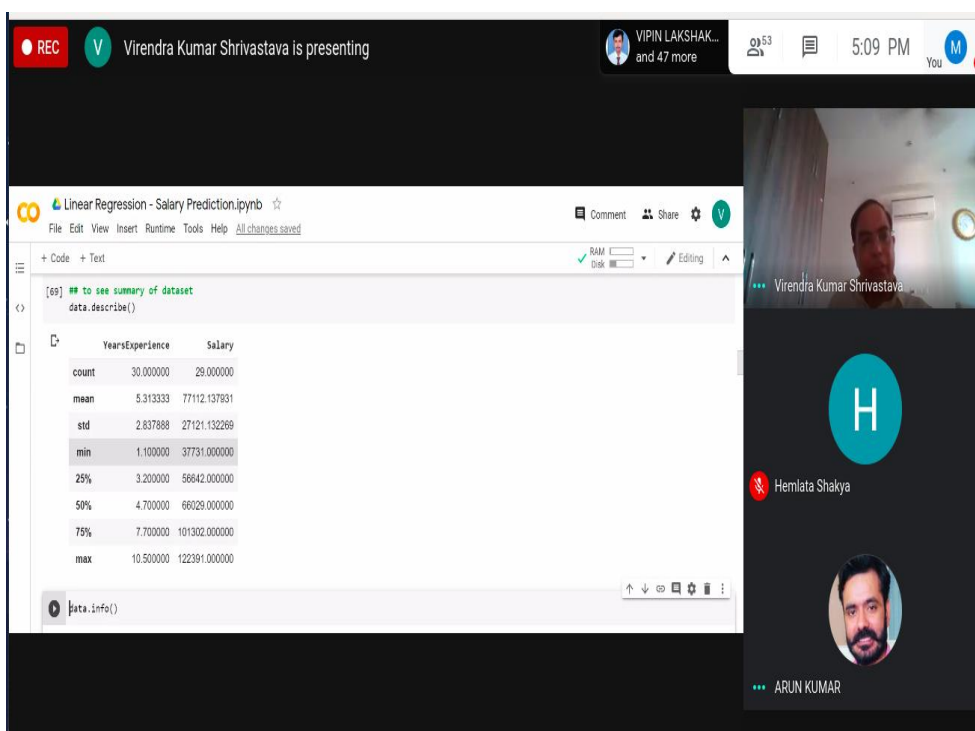 REC
V
Virendra Kumar Shrivastava is presenting
VIPIN LAKSHAK...
and 47 more
53
5:09 PM
You
M
Linear Regression - Salary Prediction.ipynb
File Edit View Insert Runtime Tools Help All changes saved
Comment Share V
+ Code + Text
RAM
Disk
Editing
[69] ## to see summary of dataset
data.describe()
YearsExperience Salary
count 30.000000 29.000000
mean 5.313333 77112.137931
std 2.837888 27121.132269
min 1.100000 37731.000000
25% 3.200000 56642.000000
50% 4.700000 66029.000000
75% 7.700000 101302.000000
max 10.500000 122391.000000
data.info()
Virendra Kumar Shrivastava
H
Hemlata Shakya
ARUN KUMAR